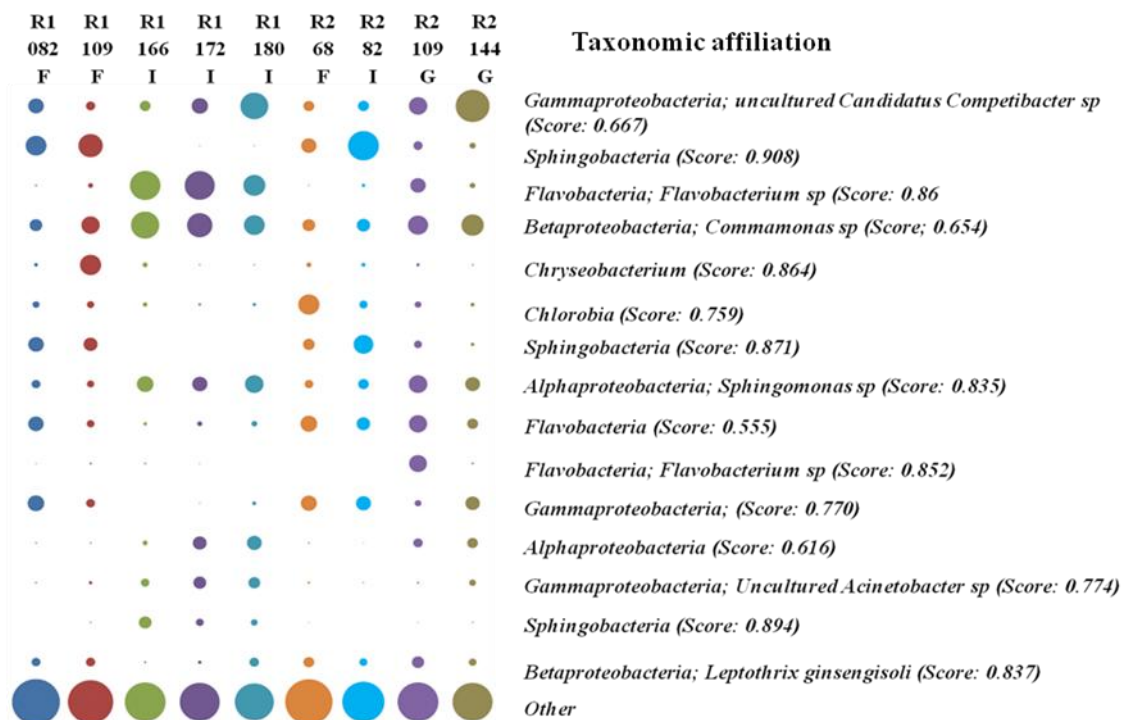 R1 R1 R1 R1 R1 R2 R2 R2 R2
082 109 166 172 180 68 82 109 144
F F I I I F I G G
Taxonomic affiliation
Gammaproteobacteria; uncultured Candidatus Competibacter sp
(Score: 0.667)
Sphingobacteria (Score: 0.908)
Flavobacteria; Flavobacterium sp (Score: 0.86
Betaproteobacteria; Commamonas sp (Score; 0.654)
Chryseobacterium (Score: 0.864)
Chlorobia (Score: 0.759)
Sphingobacteria (Score: 0.871)
Alphaproteobacteria; Sphingomonas sp (Score: 0.835)
Flavobacteria (Score: 0.555)
Flavobacteria; Flavobacterium sp (Score: 0.852)
Gammaproteobacteria; (Score: 0.770)
Alphaproteobacteria (Score: 0.616)
Gammaproteobacteria; Uncultured Acinetobacter sp (Score: 0.774)
Sphingobacteria (Score: 0.894)
Betaproteobacteria; Leptothrix ginsengisoli (Score: 0.837)
Other